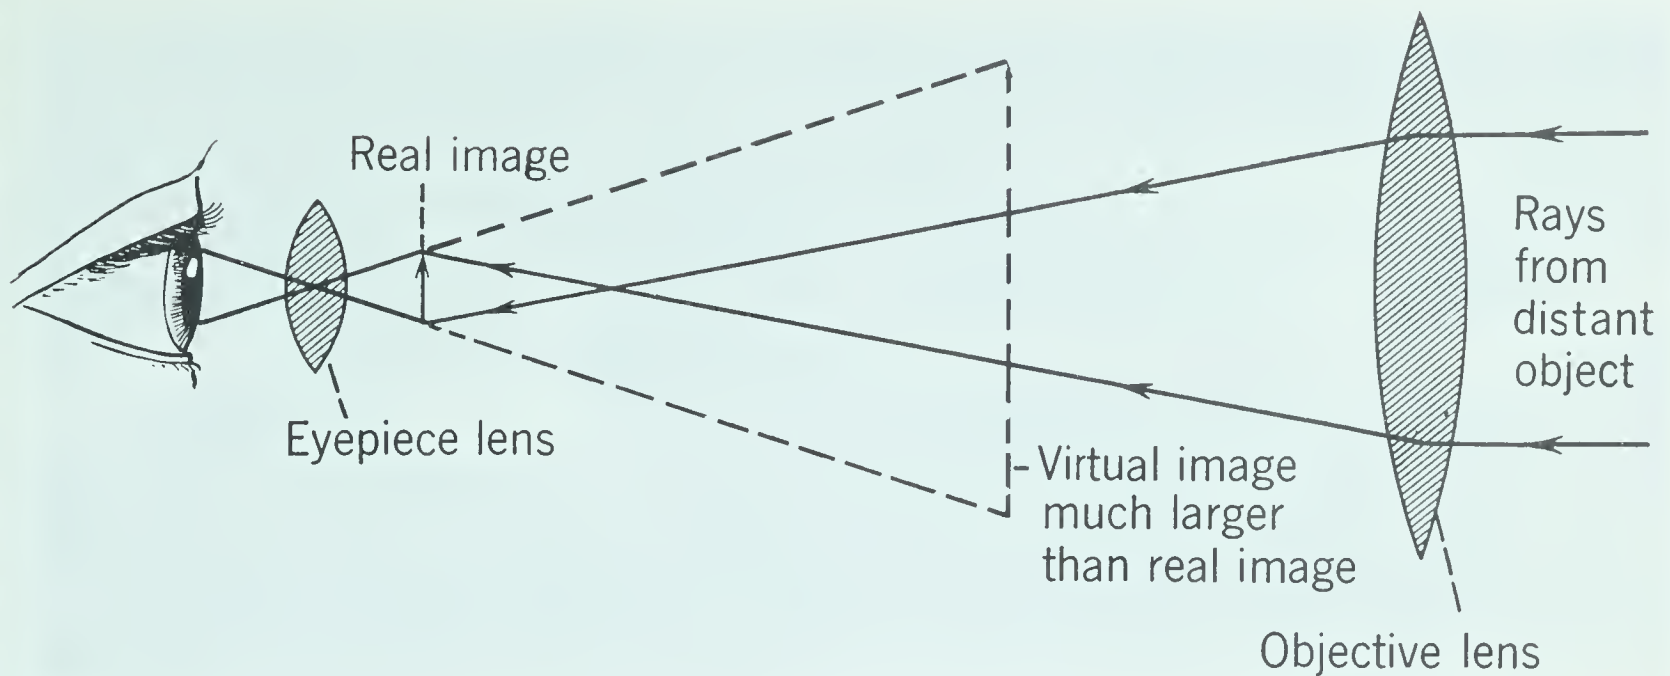 Real image
Eyepiece lens
Virtual image
much larger
than real image
Rays
from
distant
object
Objective lens